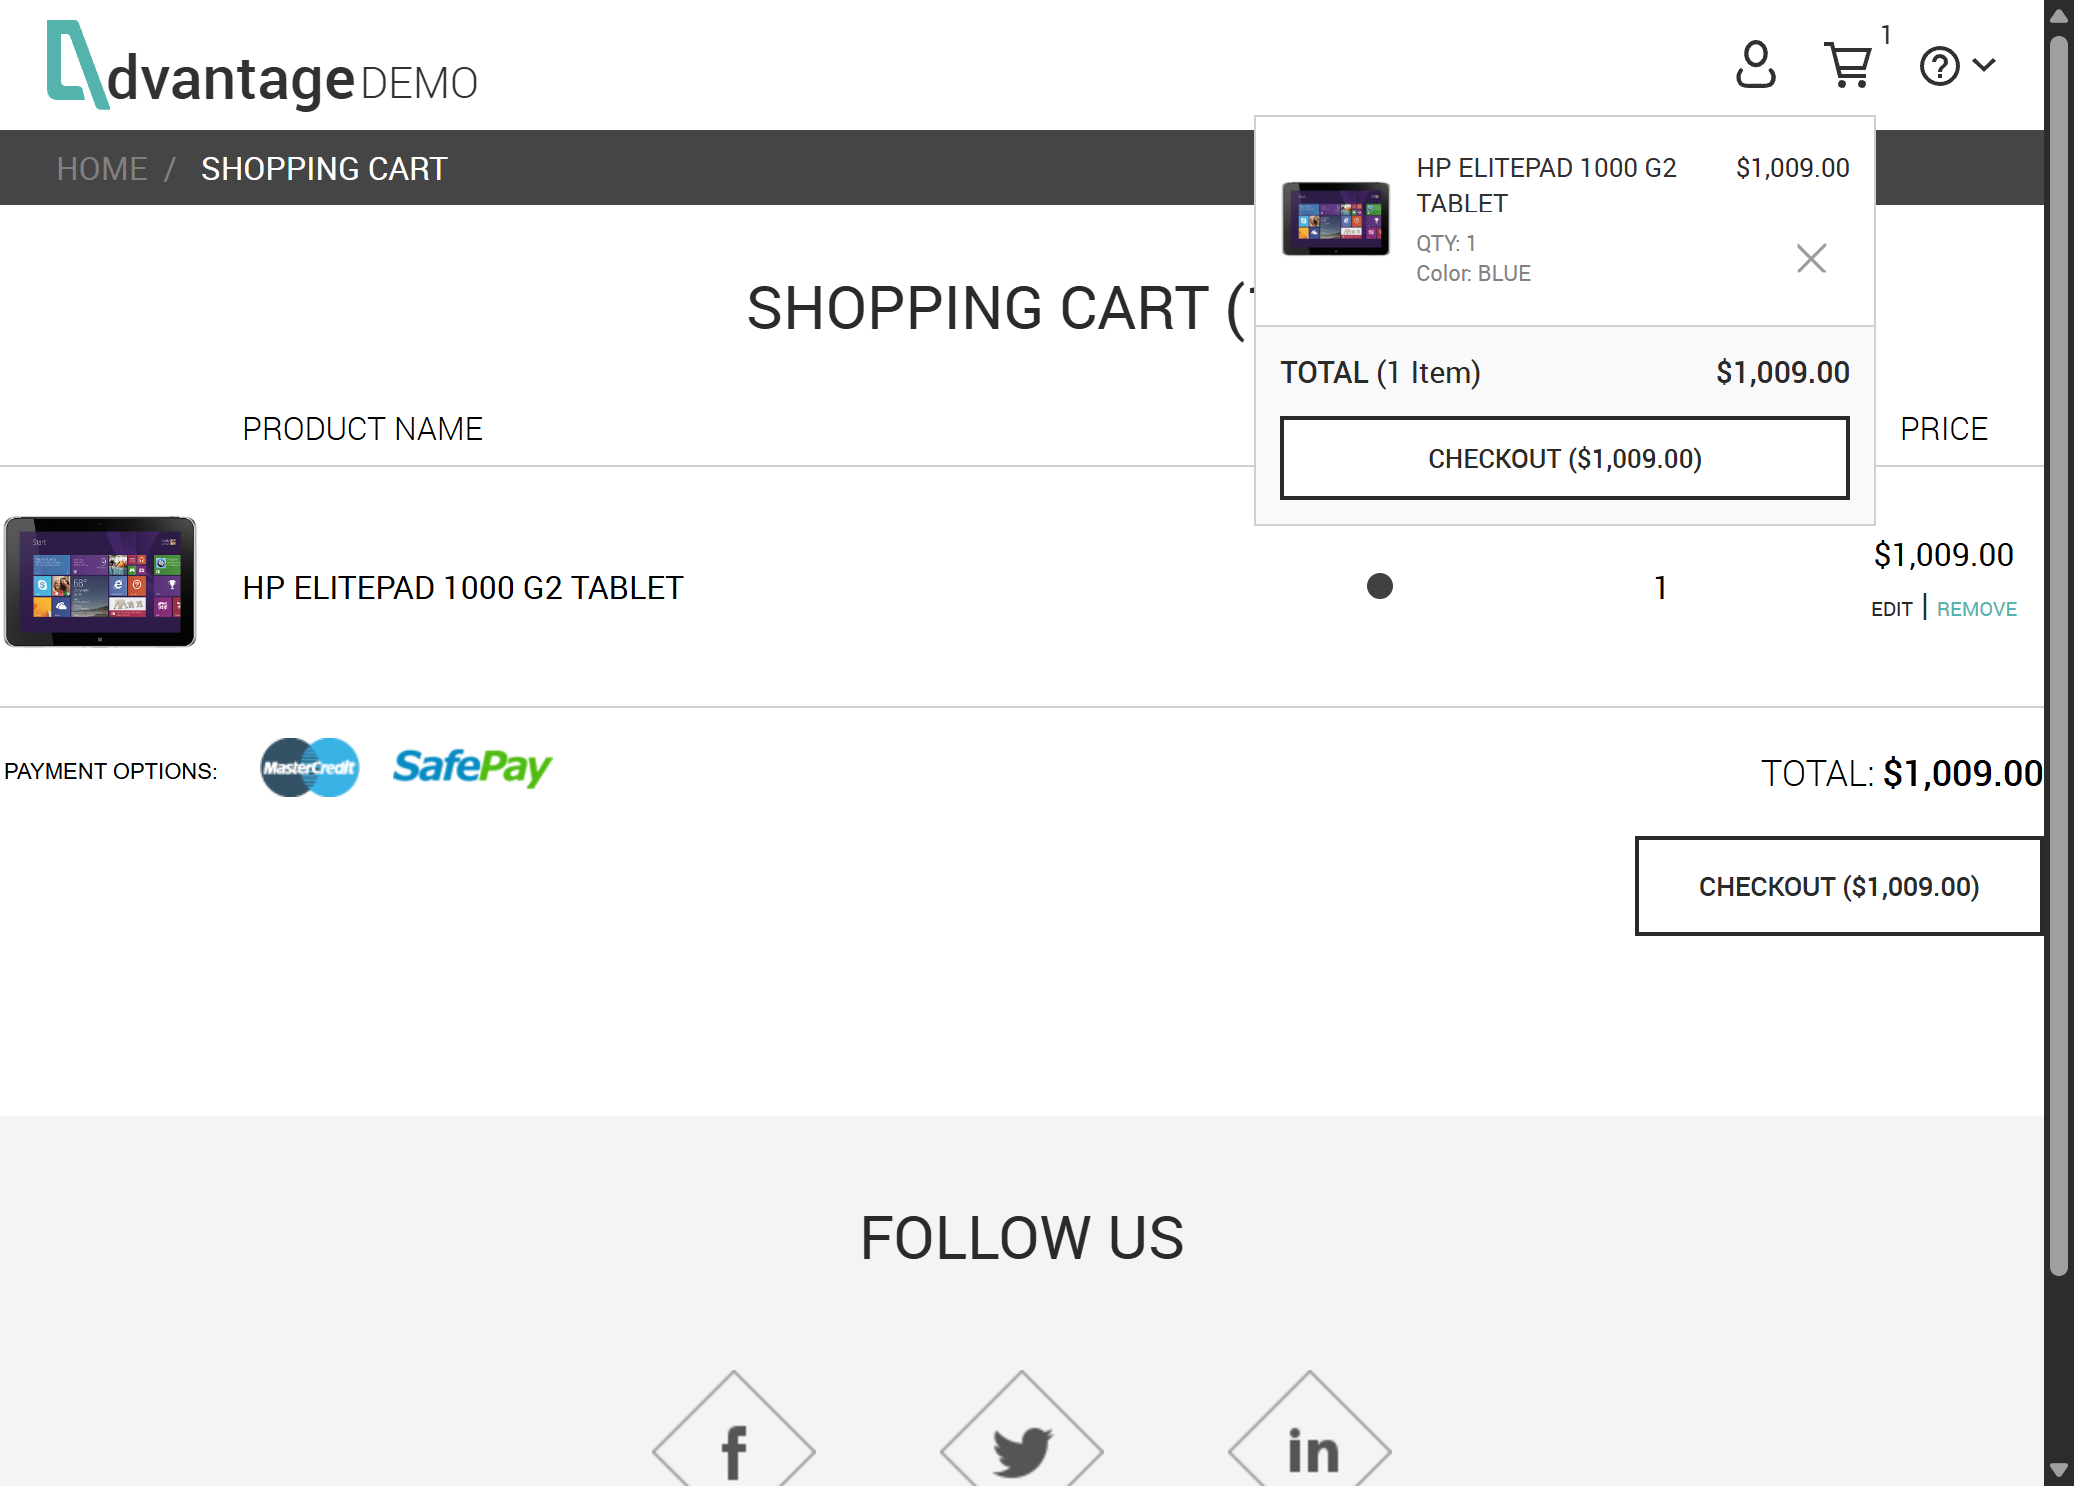 dvantage DEMO
1
HOME / SHOPPING CART
HP ELITEPAD 1000 G2 TABLET
$1,009.00
QTY: 1
Color: BLUE
TOTAL (1 Item) $1,009.00
CHECKOUT ($1,009.00)
SHOPPING CART (
PRODUCT NAME
PRICE
HP ELITEPAD 1000 G2 TABLET
1
$1,009.00
EDIT | REMOVE
PAYMENT OPTIONS:
MasterCredit
SafePay
TOTAL: $1,009.00
CHECKOUT ($1,009.00)
FOLLOW US
f
in